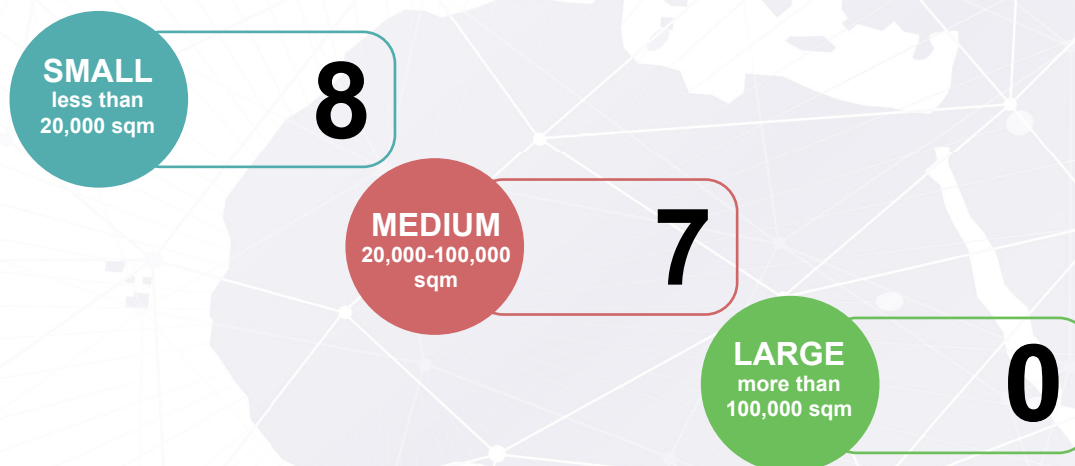 SMALL
less than
20,000 sqm
8
MEDIUM
20,000-100,000
sqm
7
LARGE
more than
100,000 sqm
0